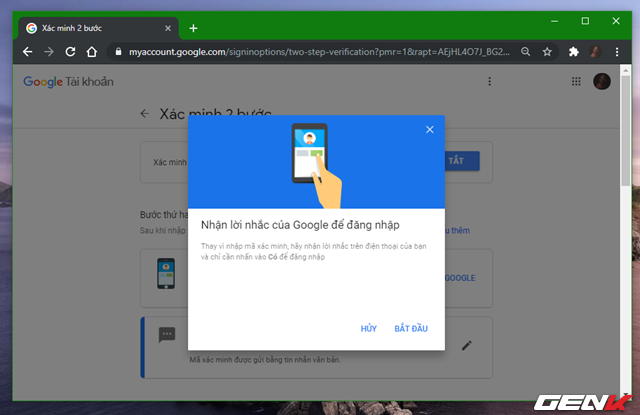 Xác minh 2 bước
myaccount.google.com/signinoptions/two-step-verification?pmr=1&rapt=AEjHL4O7J_BG2...
Google Tài khoản
Xác minh 2 bước
Xác minh
TẮT
Nhận lời nhắc của Google để đăng nhập
Thay vì nhập mã xác minh, hãy nhận lời nhắc trên điện thoại của bạn
và chỉ cần nhấn vào Có để đăng nhập
Bước thứ ha
Sau khi nhập
thêm
GOOGLE
HỦY
BẮT ĐẦU
Mã xác minh được gửi bằng tin nhắn văn bản.
GENK